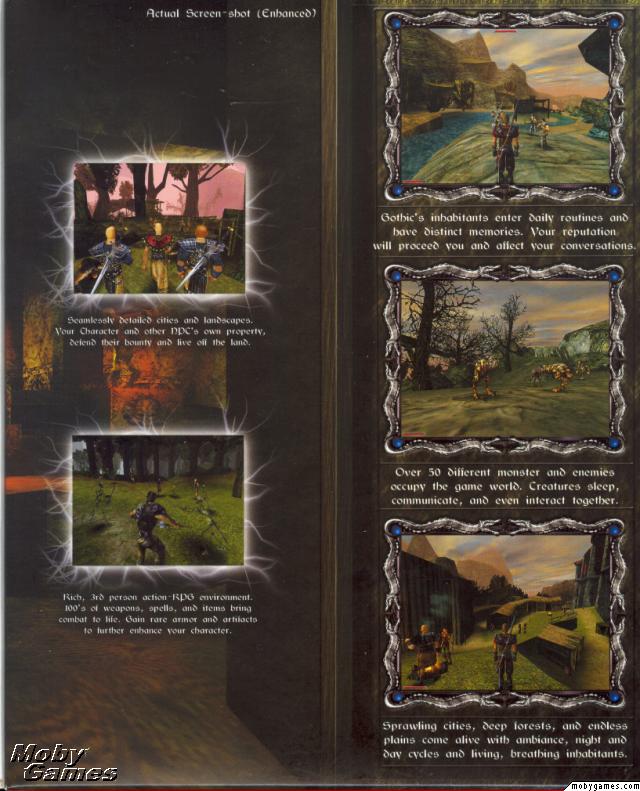 Actual Screen-shot (Enhanced)
Seamlessly detailed cities and landscapes.
Your Character and other NPC's own property,
defend their bounty and live off the land.
Rich, 3rd person action-RPG environment.
100's of weapons, spells, and items bring
combat to life. Gain rare armor and artifacts
to further enhance your character.
Gothic's inhabitants enter daily routines and
have distinct memories. Your reputation
will proceed you and affect your conversations.
Over 50 different monster and enemies
occupy the game world. Creatures sleep,
communicate, and even interact together.
Sprawling cities, deep forests, and endless
plains come alive with ambiance, night and
day cycles and living, breathing inhabitants.
Moby
Games
mobygames.com